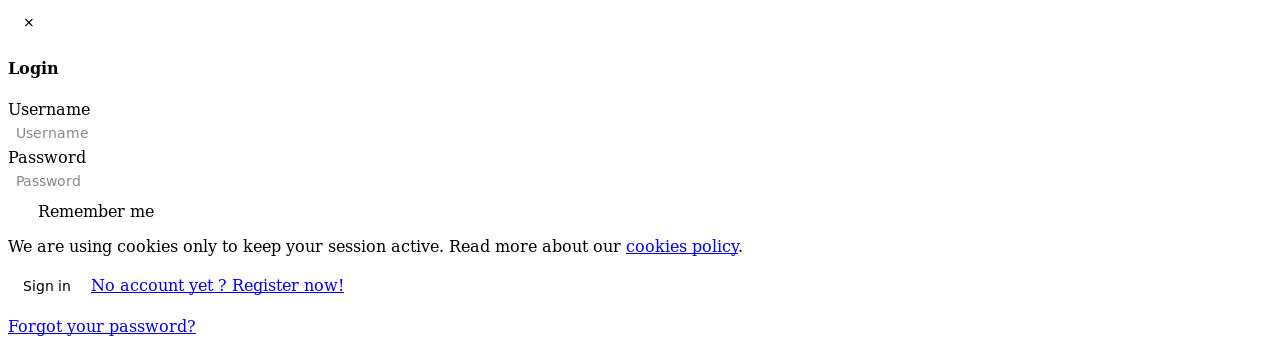 ×
Login
Username
Username
Password
Password
Remember me
We are using cookies only to keep your session active. Read more about our cookies policy.
Sign in No account yet ? Register now!
Forgot your password?